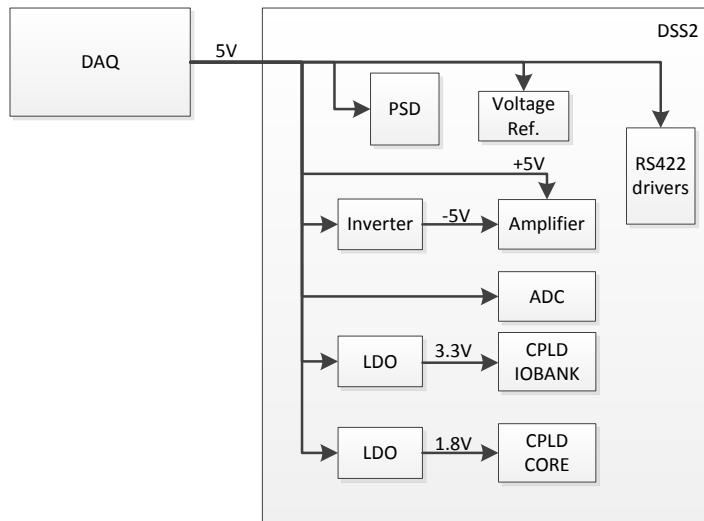 DSS2
DAQ
5V
PSD
Voltage
Ref.
RS422
drivers
+5V
Inverter
-5V
Amplifier
ADC
LDO
3.3V
CPLD
IOBANK
LDO
1.8V
CPLD
CORE